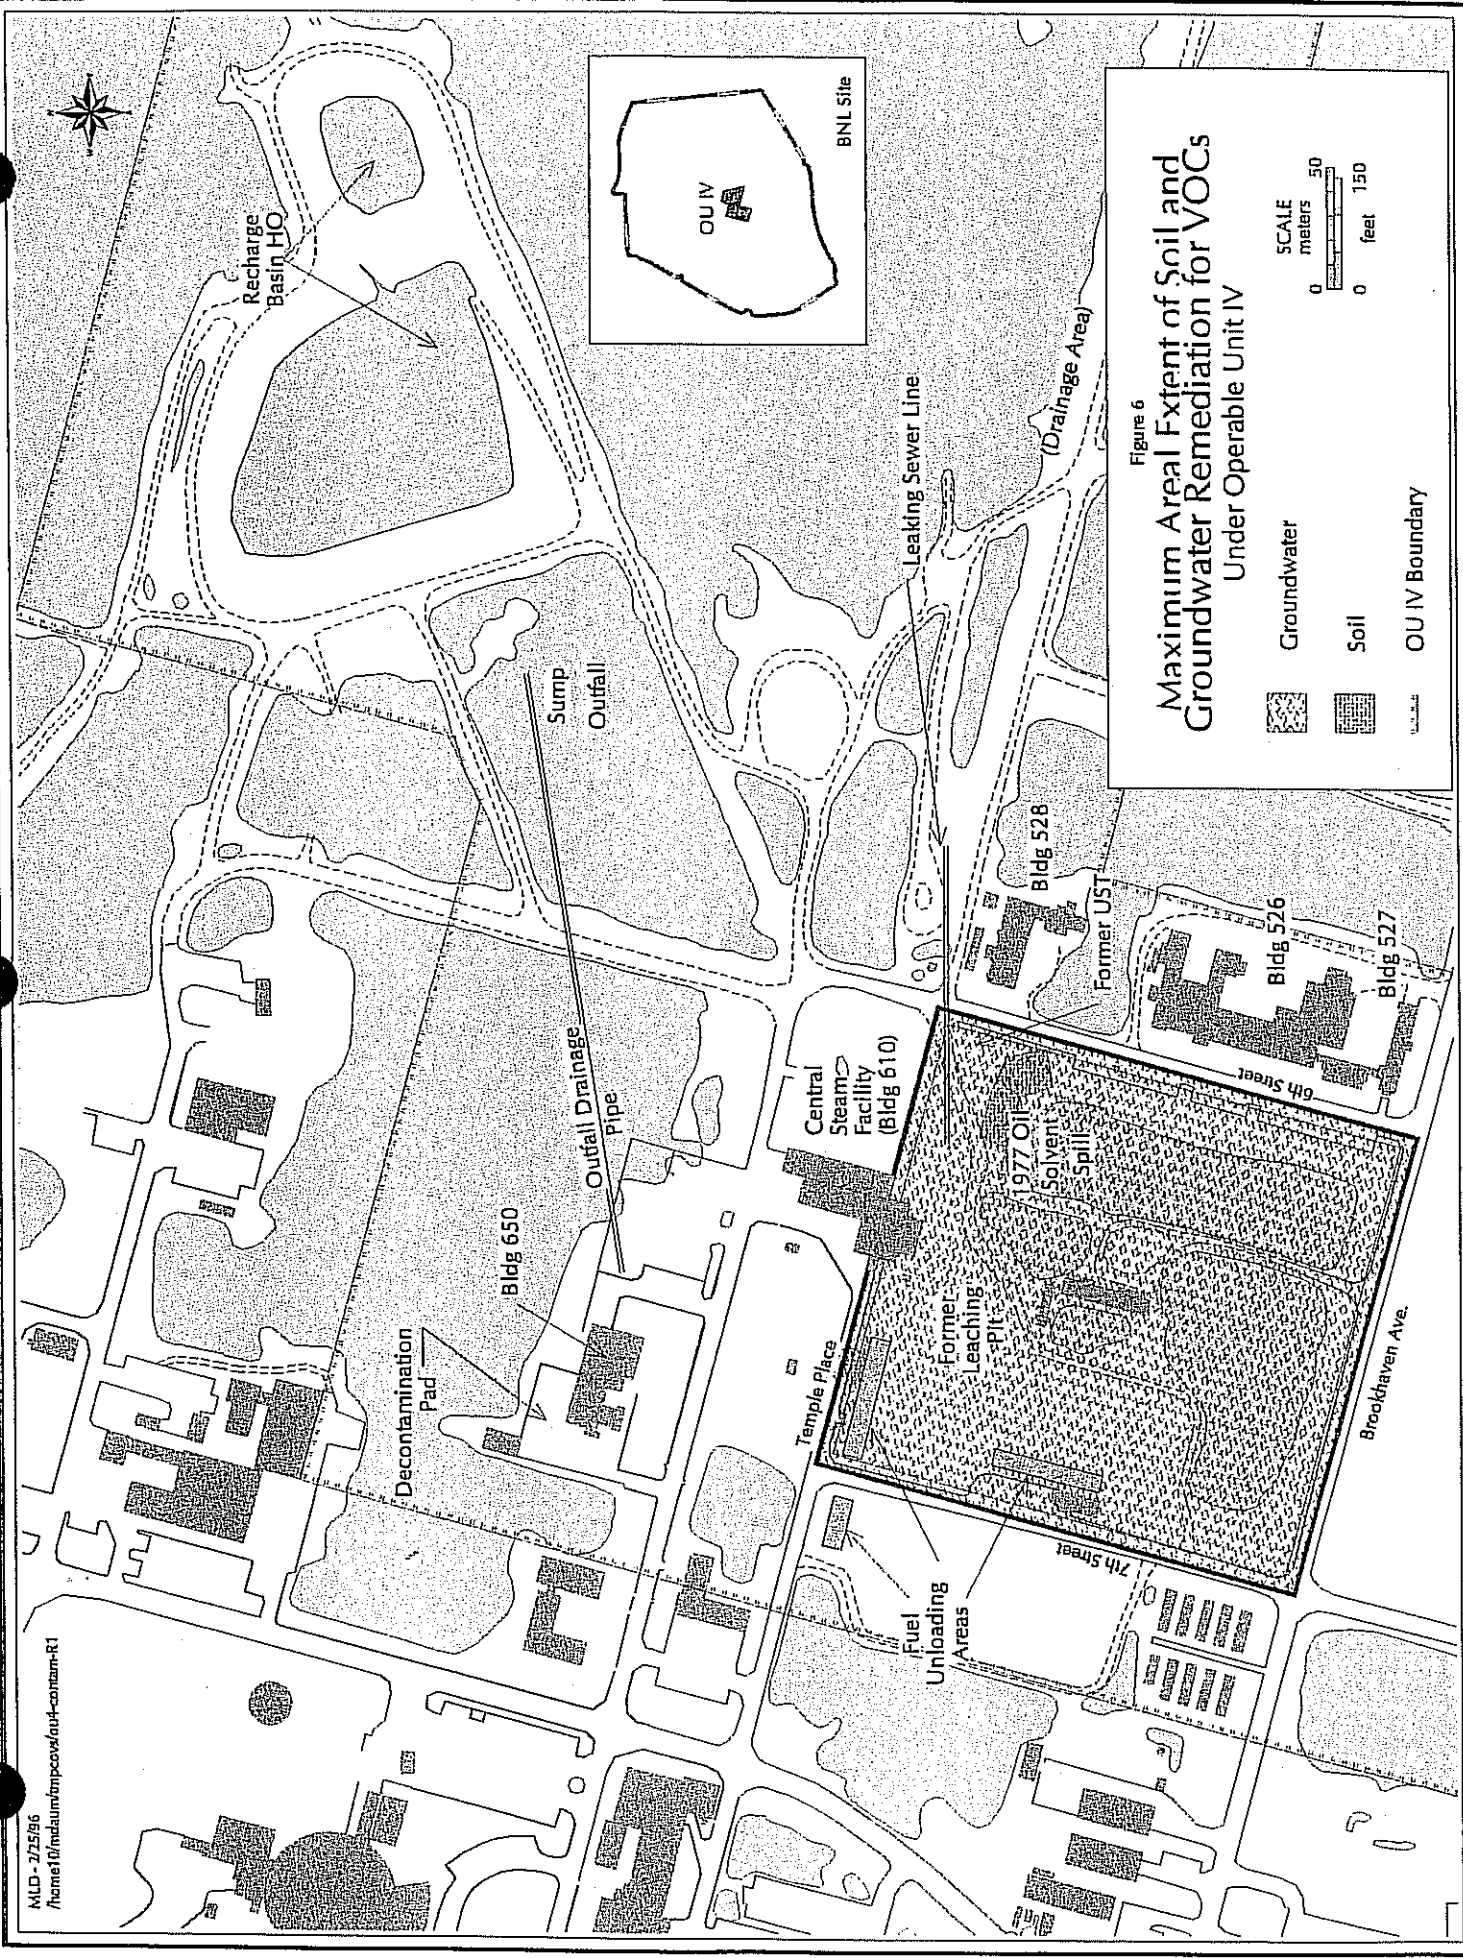 MLD - 2/25/96
/home10/mdaum/tmpcovs/ou4-contam-R1
Recharge
Basin HO
OU IV
BNL Site
Sump
Outfall
Outfall Drainage
Pipe
Bldg 650
Decontamination
Pad
Leaking Sewer Line
(Drainage Area)
Central
Steam
Facility
(Bldg 610)
Temple Place
Former
Leaching
Pit
1977 Oil
Solvent
Spill
Fuel
Unloading
Areas
7th Street
6th Street
Brookhaven Ave.
Former UST
Bldg 528
Bldg 526
Bldg 527
Figure 6
Maximum Areal Extent of Soil and
Groundwater Remediation for VOCs
Under Operable Unit IV
Groundwater
Soil
OU IV Boundary
SCALE
meters
0 50
0 150
feet